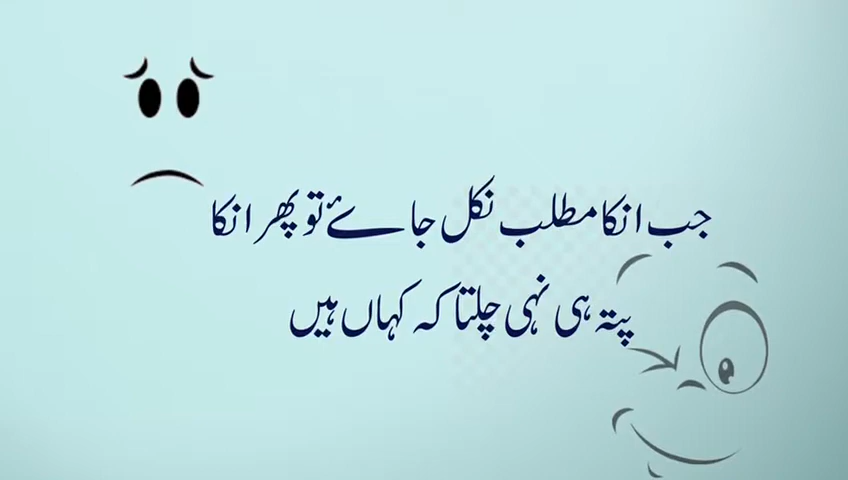 جب انکا مطلب نکل جائے تو پھر انکا
پتہ ہی نہی چلتا کہ کہاں ہیں